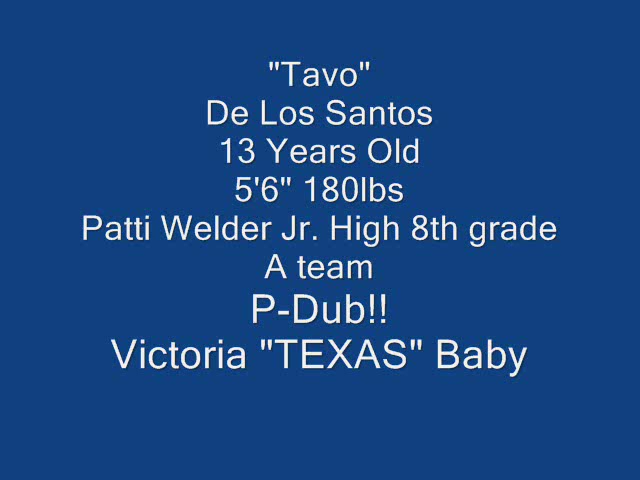 "Tavo"
De Los Santos
13 Years Old
5'6" 180lbs
Patti Welder Jr. High 8th grade
A team
P-Dub!!
Victoria "TEXAS" Baby